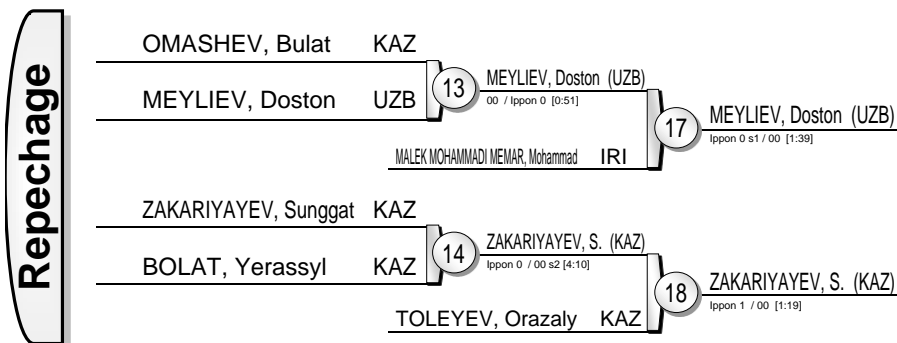 Repechage
OMASHEV, Bulat KAZ
MEYLIEV, Doston UZB
13
MEYLIEV, Doston (UZB)
00 / Ippon 0 [0:51]
MALEK MOHAMMADI MEMAR, Mohammad IRI
17
MEYLIEV, Doston (UZB)
Ippon 0 s1 / 00 [1:39]
ZAKARIYAYEV, Sunggat KAZ
BOLAT, Yerassyl KAZ
14
ZAKARIYAYEV, S. (KAZ)
Ippon 0 / 00 s2 [4:10]
TOLEYEV, Orazaly KAZ
18
ZAKARIYAYEV, S. (KAZ)
Ippon 1 / 00 [1:19]